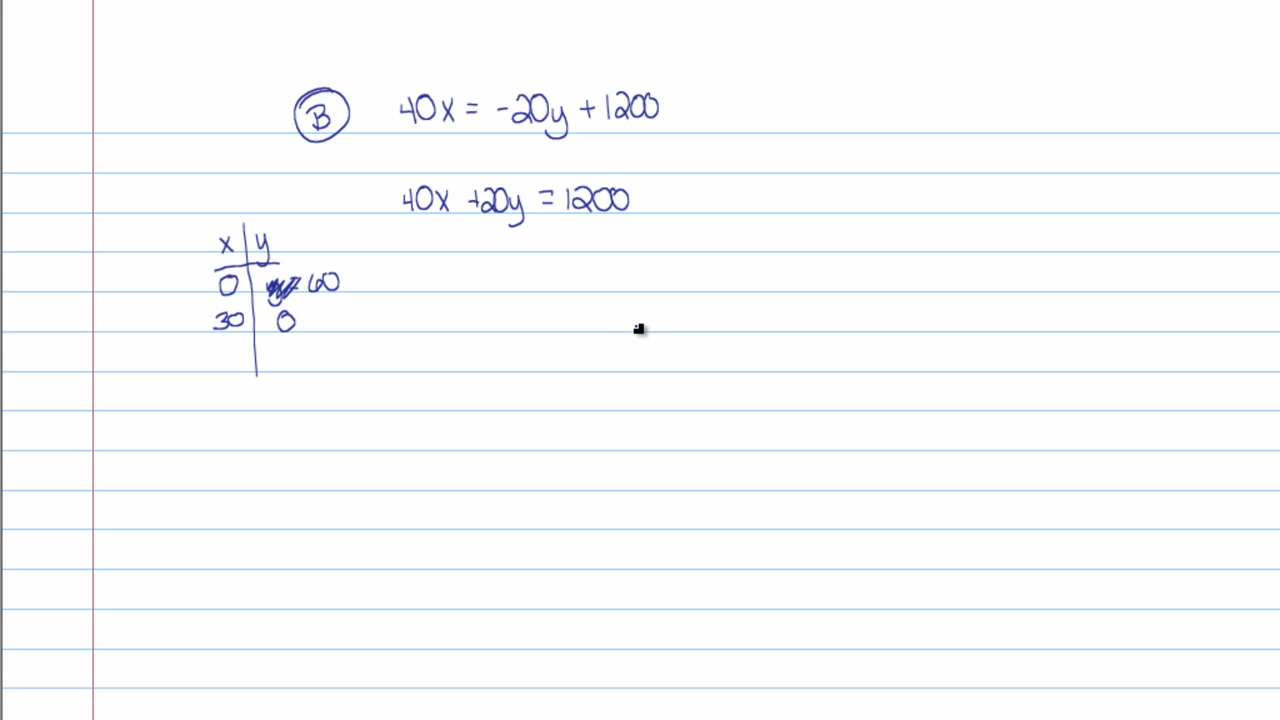 B 40x = -20y + 1200
40x + 20y = 1200
x y
0 60
30 0